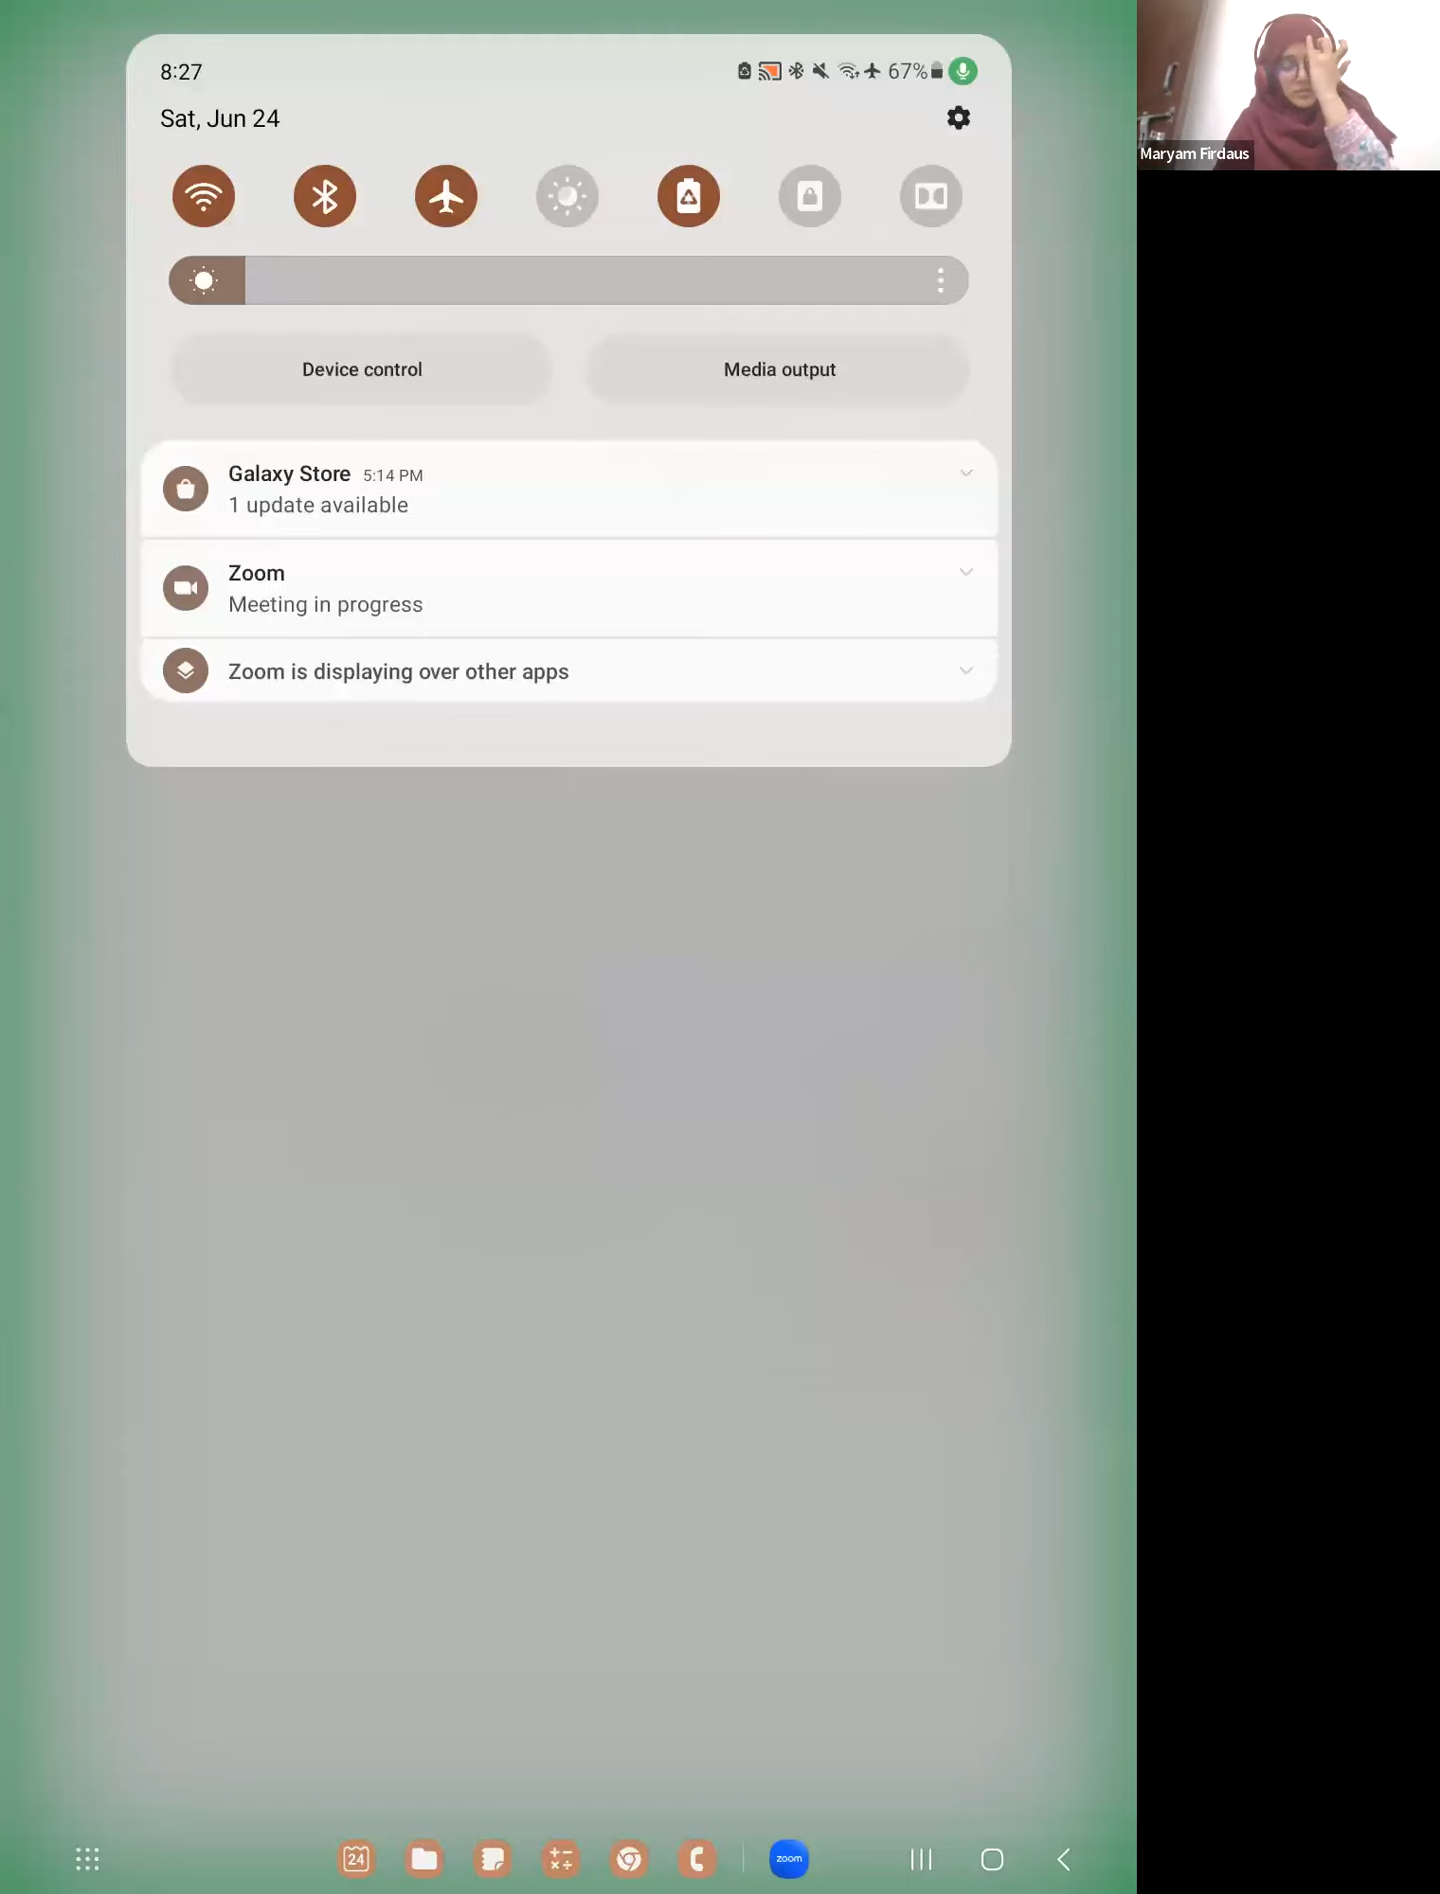 8:27
67%
Sat, Jun 24
Device control
Media output
Galaxy Store 5:14 PM
1 update available
Zoom
Meeting in progress
Zoom is displaying over other apps
24
zoom
Maryam Firdaus